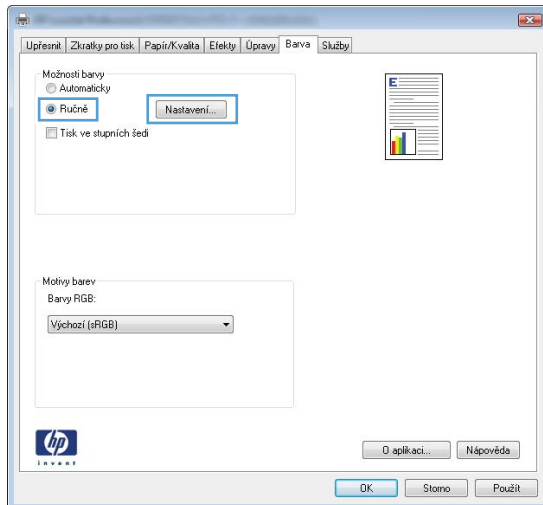 Upřesnit Zkratky pro tisk Papír/Kvalita Efekty Úpravy Barva Služby
Možnosti barvy
Automaticky
Ručně Nastavení...
Tisk ve stupních šedi
E
Motivy barev
Barvy RGB:
Výchozí (sRGB)
hp
invent
O aplikaci... Nápověda
OK Storno Použít